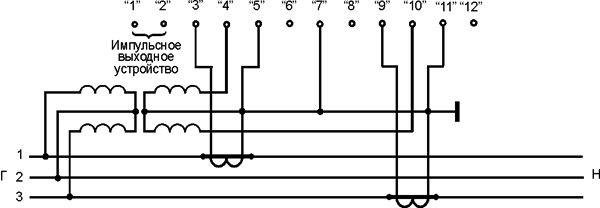 “1” “2” “3” “4” “5” “6” “7” “8” “9” “10” “11” “12”
Импульсное
выходное
устройство
1
Г 2 Н
3